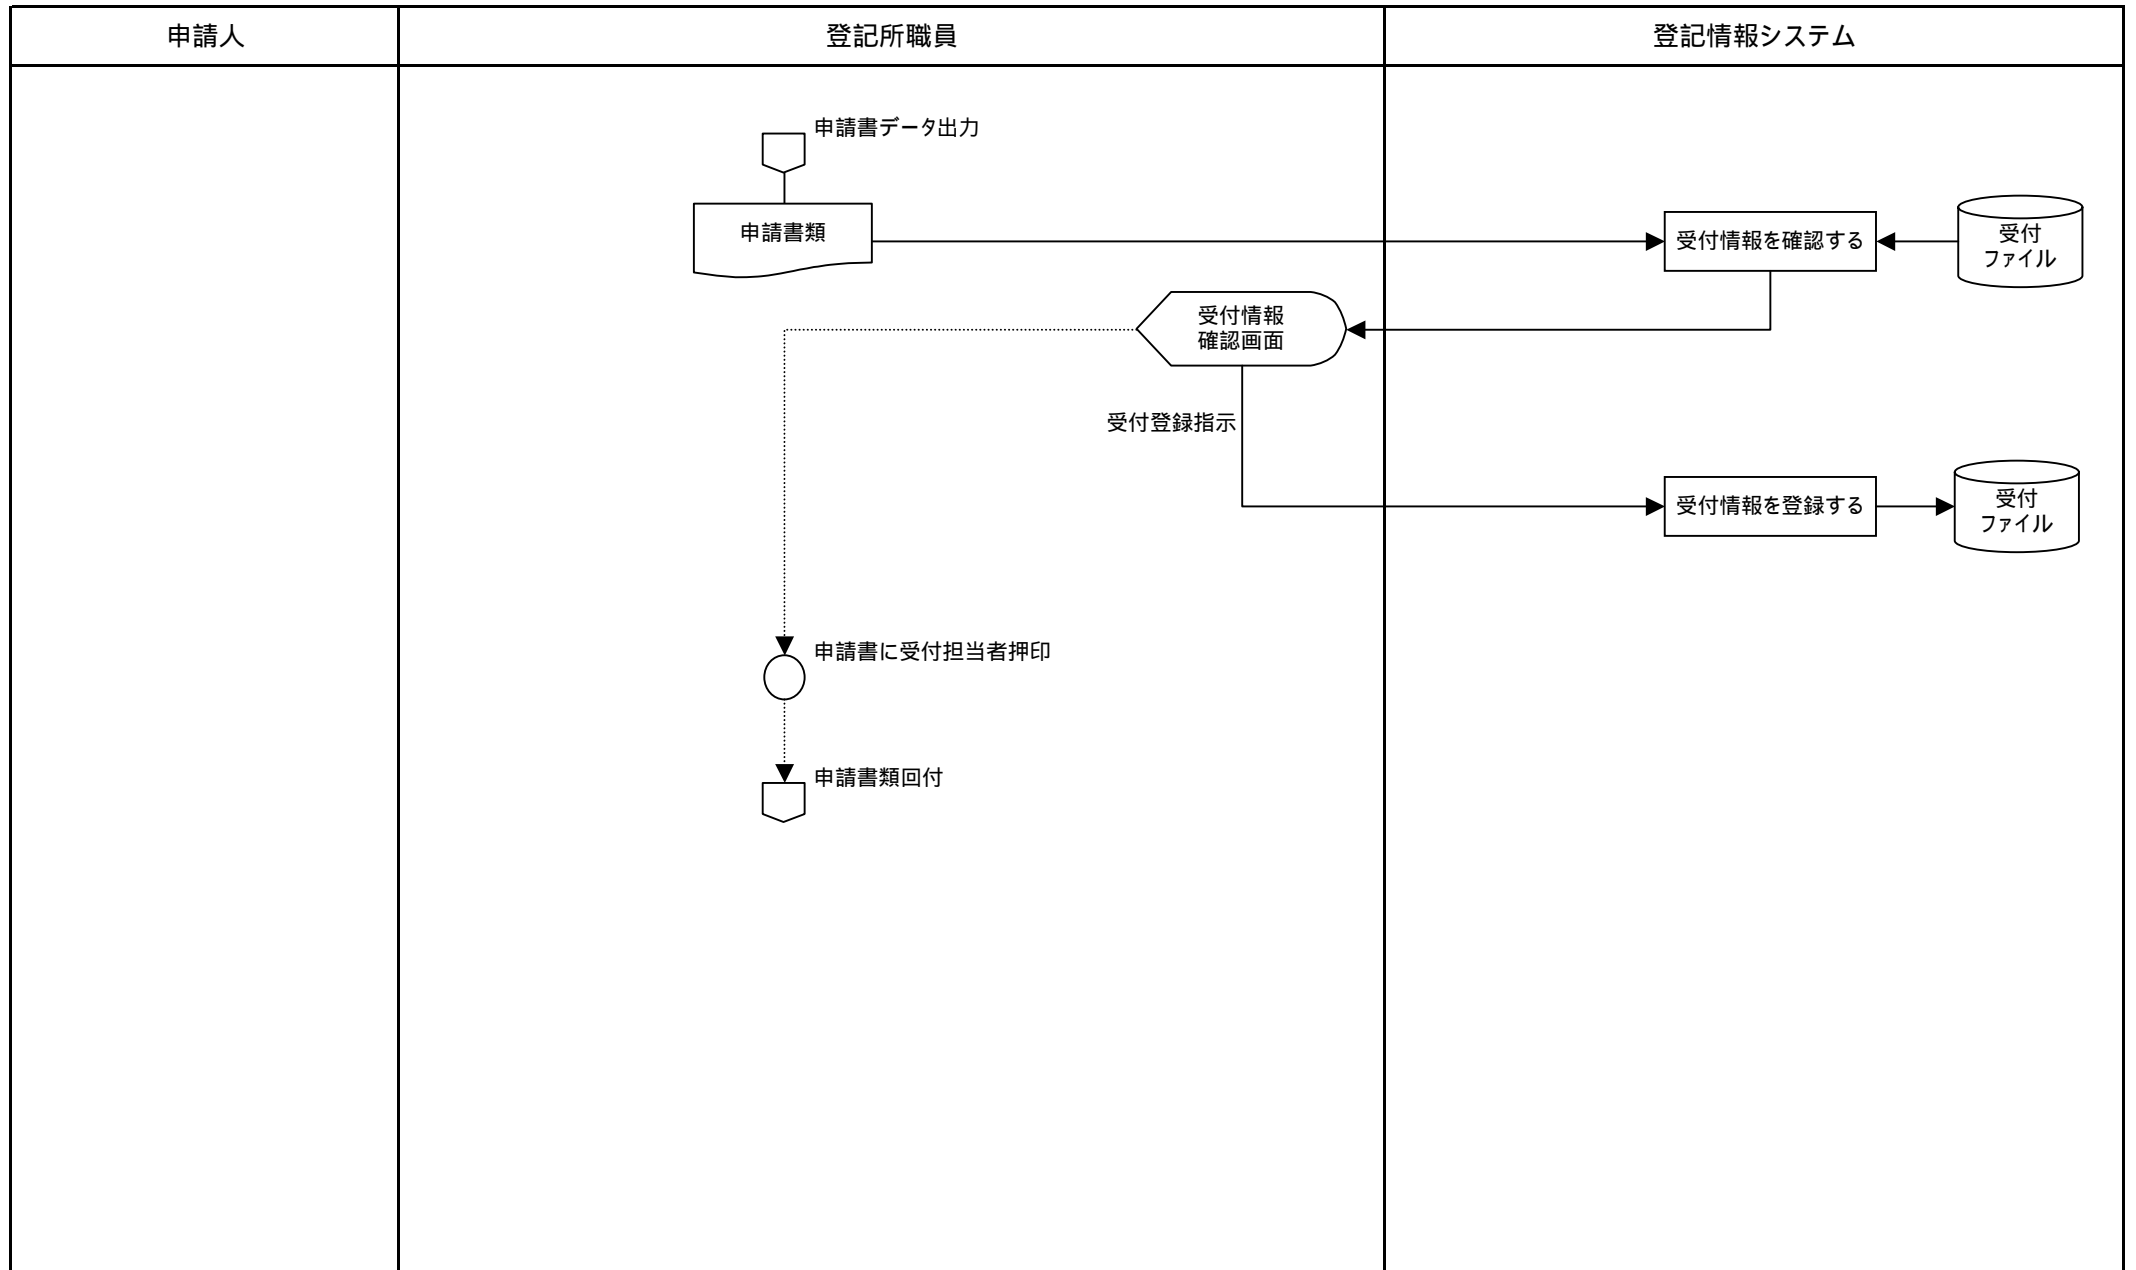 申請人
登記所職員
登記情報システム
申請書データ出力
申請書類
受付情報を確認する
受付
ファイル
受付情報
確認画面
受付登録指示
受付情報を登録する
受付
ファイル
申請書に受付担当者押印
申請書類回付